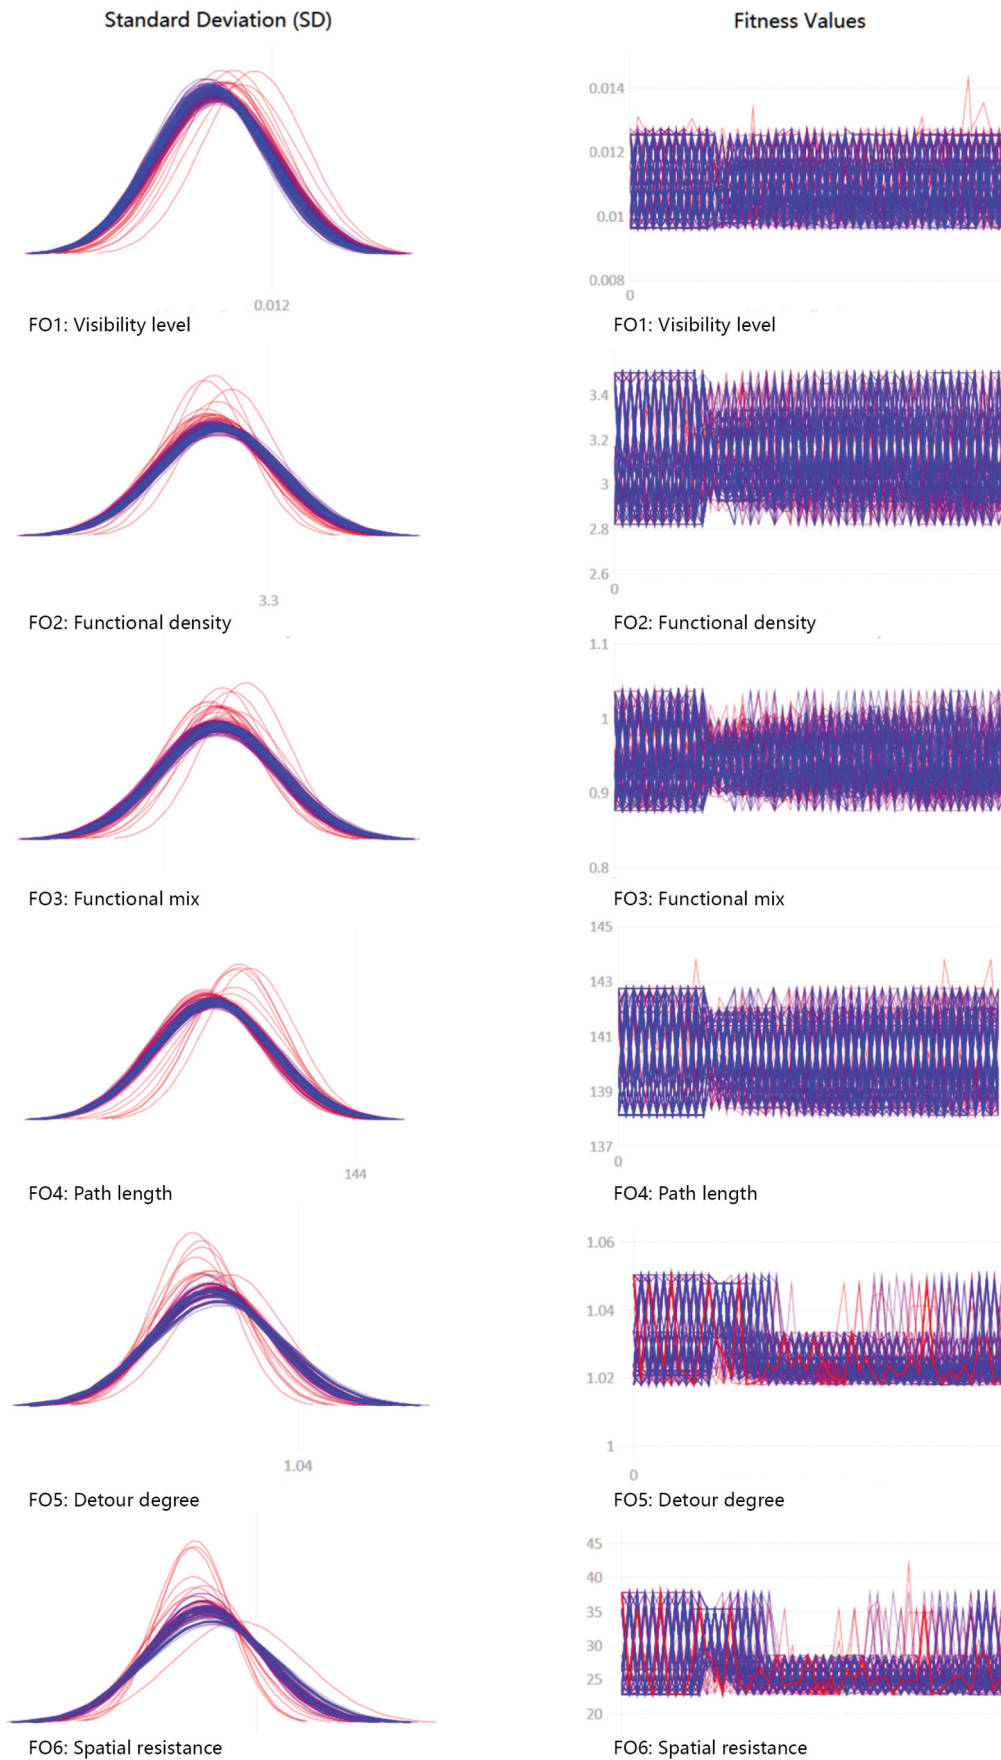 Standard Deviation (SD)
Fitness Values
0.012
FO1: Visibility level
0.014
0.012
0.01
0.008
0
FO1: Visibility level
3.3
FO2: Functional density
3.4
3.2
3
2.8
2.6
0
FO2: Functional density
FO3: Functional mix
1.1
1
0.9
0.8
FO3: Functional mix
144
FO4: Path length
145
143
141
139
137
0
FO4: Path length
1.04
FO5: Detour degree
1.06
1.04
1.02
1
0
FO5: Detour degree
FO6: Spatial resistance
45
40
35
30
25
20
FO6: Spatial resistance